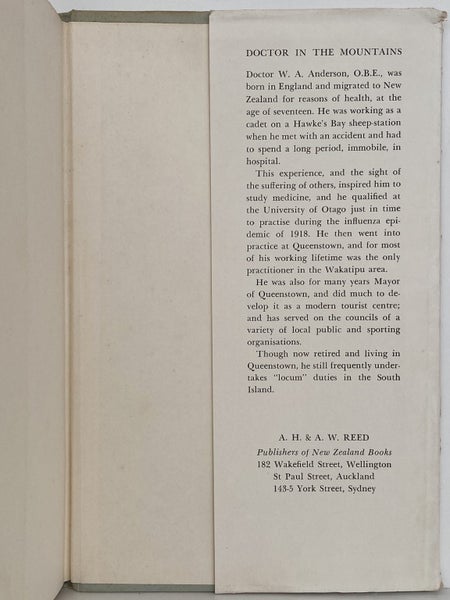 DOCTOR IN THE MOUNTAINS
Doctor W. A. Anderson, O.B.E., was
born in England and migrated to New
Zealand for reasons of health, at the
age of seventeen. He was working as a
cadet on a Hawke's Bay sheep-station
when he met with an accident and had
to spend a long period, immobile, in
hospital.
This experience, and the sight of
the suffering of others, inspired him to
study medicine, and he qualified at
the University of Otago just in time
to practise during the influenza epi-
demic of 1918. He then went into
practice at Queenstown, and for most
of his working lifetime was the only
practitioner in the Wakatipu area.
He was also for many years Mayor
of Queenstown, and did much to de-
velop it as a modern tourist centre;
and has served on the councils of a
variety of local public and sporting
organisations.
Though now retired and living in
Queenstown, he still frequently under-
takes "locum" duties in the South
Island.
A. H. & A. W. REED
Publishers of New Zealand Books
182 Wakefield Street, Wellington
St Paul Street, Auckland
143-5 York Street, Sydney